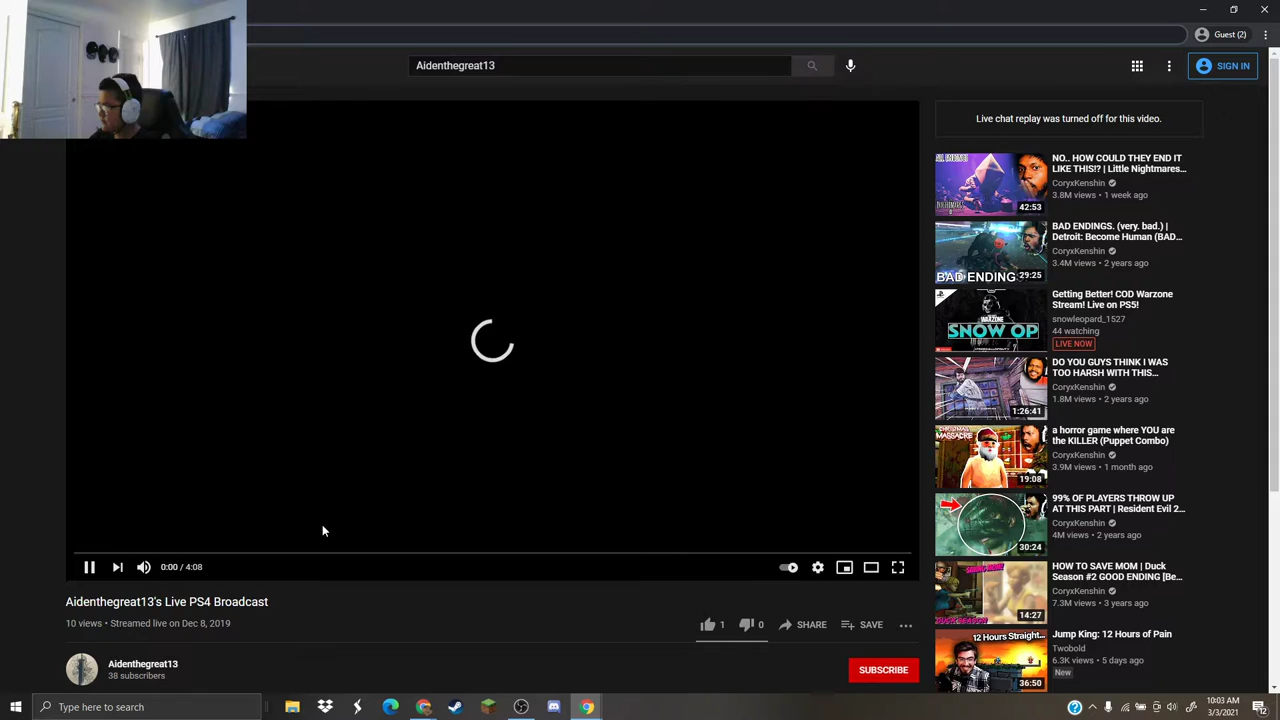 Guest (2)
Aidenthegreat13
SIGN IN
Live chat replay was turned off for this video.
NO.. HOW COULD THEY END IT
LIKE THIS!? | Little Nightmares...
CoryxKenshin
3.8M views • 1 week ago
42:53
BAD ENDINGS. (very. bad.) |
Detroit: Become Human (BAD...
CoryxKenshin
3.4M views • 2 years ago
BAD ENDING
29:25
Getting Better! COD Warzone
Stream! Live on PS5!
snowleopard_1527
44 watching
LIVE NOW
WARZONE
SNOW OP
DO YOU GUYS THINK I WAS
TOO HARSH WITH THIS...
CoryxKenshin
1.8M views • 2 years ago
1:26:41
a horror game where YOU are
the KILLER (Puppet Combo)
CoryxKenshin
3.9M views • 1 month ago
CHRISTMAS
MASSACRE
19:08
99% OF PLAYERS THROW UP
AT THIS PART | Resident Evil 2...
CoryxKenshin
4M views • 2 years ago
30:24
HOW TO SAVE MOM | Duck
Season #2 GOOD ENDING [Be...
CoryxKenshin
7.3M views • 3 years ago
14:27
Jump King: 12 Hours of Pain
Twobold
6.3K views • 5 days ago
New
12 Hours Straight...
36:50
0:00 / 4:08
Aidenthegreat13's Live PS4 Broadcast
10 views • Streamed live on Dec 8, 2019
1
0
SHARE
SAVE
Aidenthegreat13
38 subscribers
SUBSCRIBE
Type here to search
10:03 AM
3/3/2021
12